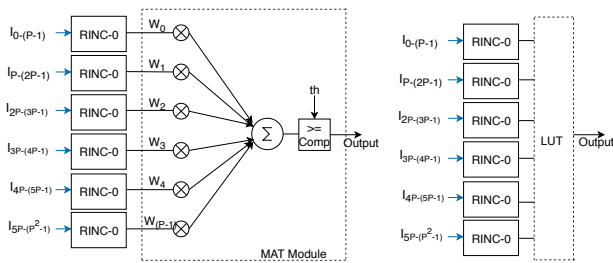 I0-(P-1) RINC-0 W0
IP-(2P-1) RINC-0 W1
I2P-(3P-1) RINC-0 W2
I3P-(4P-1) RINC-0 W3
I4P-(5P-1) RINC-0 W4
I5P-(P²-1) RINC-0 W(P-1)
Σ
th
>=
Comp
Output
MAT Module
I0-(P-1) RINC-0
IP-(2P-1) RINC-0
I2P-(3P-1) RINC-0
I3P-(4P-1) RINC-0
I4P-(5P-1) RINC-0
I5P-(P²-1) RINC-0
LUT
Output